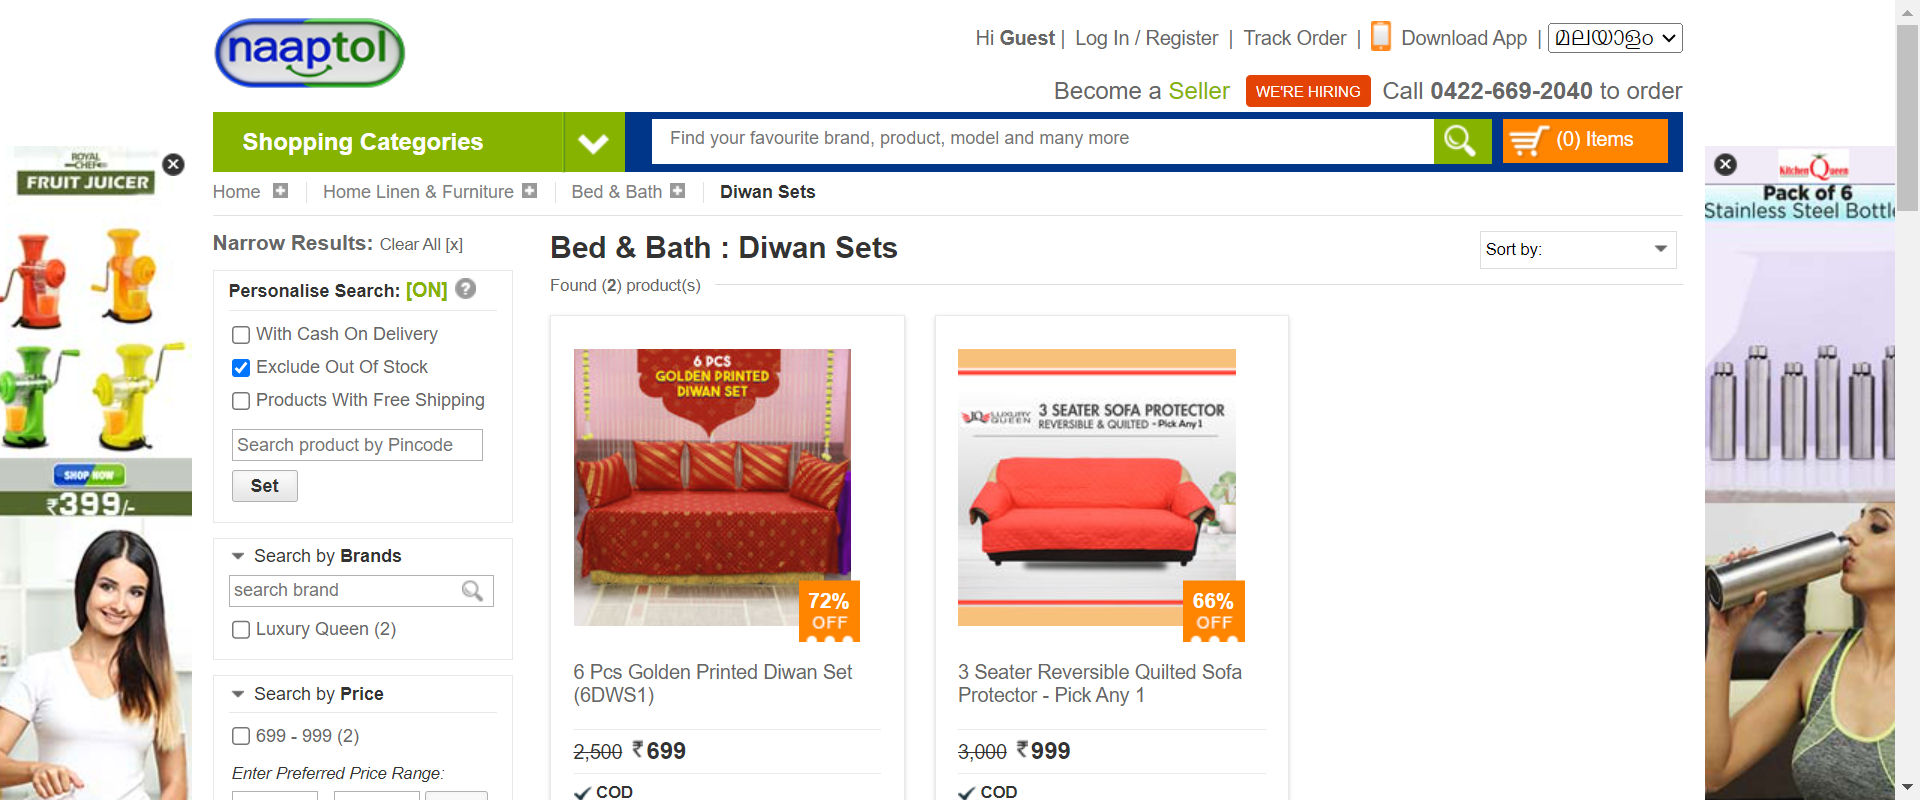 naaptol
Hi Guest | Log In / Register | Track Order | Download App | മലയാളം
Become a Seller WE'RE HIRING Call 0422-669-2040 to order
Shopping Categories
Find your favourite brand, product, model and many more
(0) Items
Home Home Linen & Furniture Bed & Bath Diwan Sets
ROYAL
CHEF
FRUIT JUICER
SHOP NOW
₹399/-
Narrow Results: Clear All [x]
Personalise Search: [ON] ?
With Cash On Delivery
Exclude Out Of Stock
Products With Free Shipping
Search product by Pincode
Set
Search by Brands
search brand
Luxury Queen (2)
Search by Price
699 - 999 (2)
Enter Preferred Price Range:
Bed & Bath : Diwan Sets
Sort by:
Found (2) product(s)
6 PCS
GOLDEN PRINTED
DIWAN SET
72%
OFF
6 Pcs Golden Printed Diwan Set
(6DWS1)
2,500 ₹699
COD
LUXURY
QUEEN
3 SEATER SOFA PROTECTOR
REVERSIBLE & QUILTED - Pick Any 1
66%
OFF
3 Seater Reversible Quilted Sofa
Protector - Pick Any 1
3,000 ₹999
COD
Kitchen Queen
Pack of 6
Stainless Steel Bottl